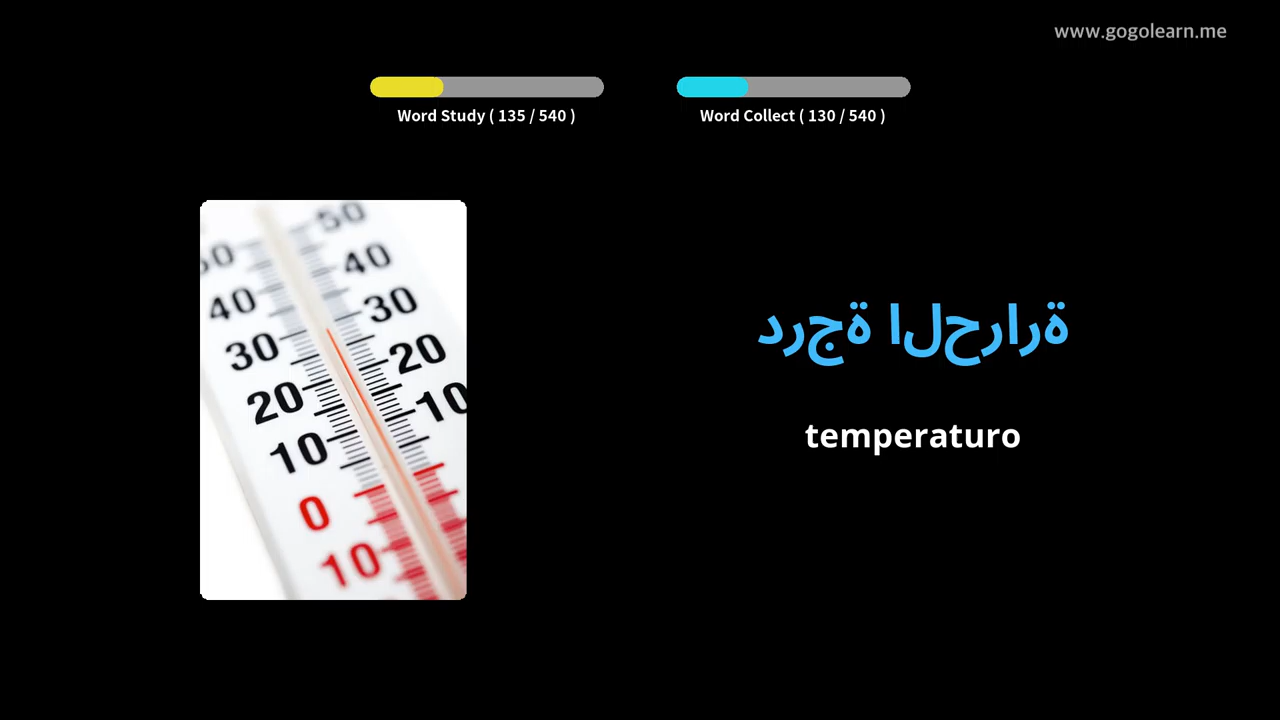 www.gogolearn.me
Word Study ( 135 / 540 )
Word Collect ( 130 / 540 )
50
50 40
40 30
30 20
20 10
10
0
10
درجة الحرارة
temperaturo